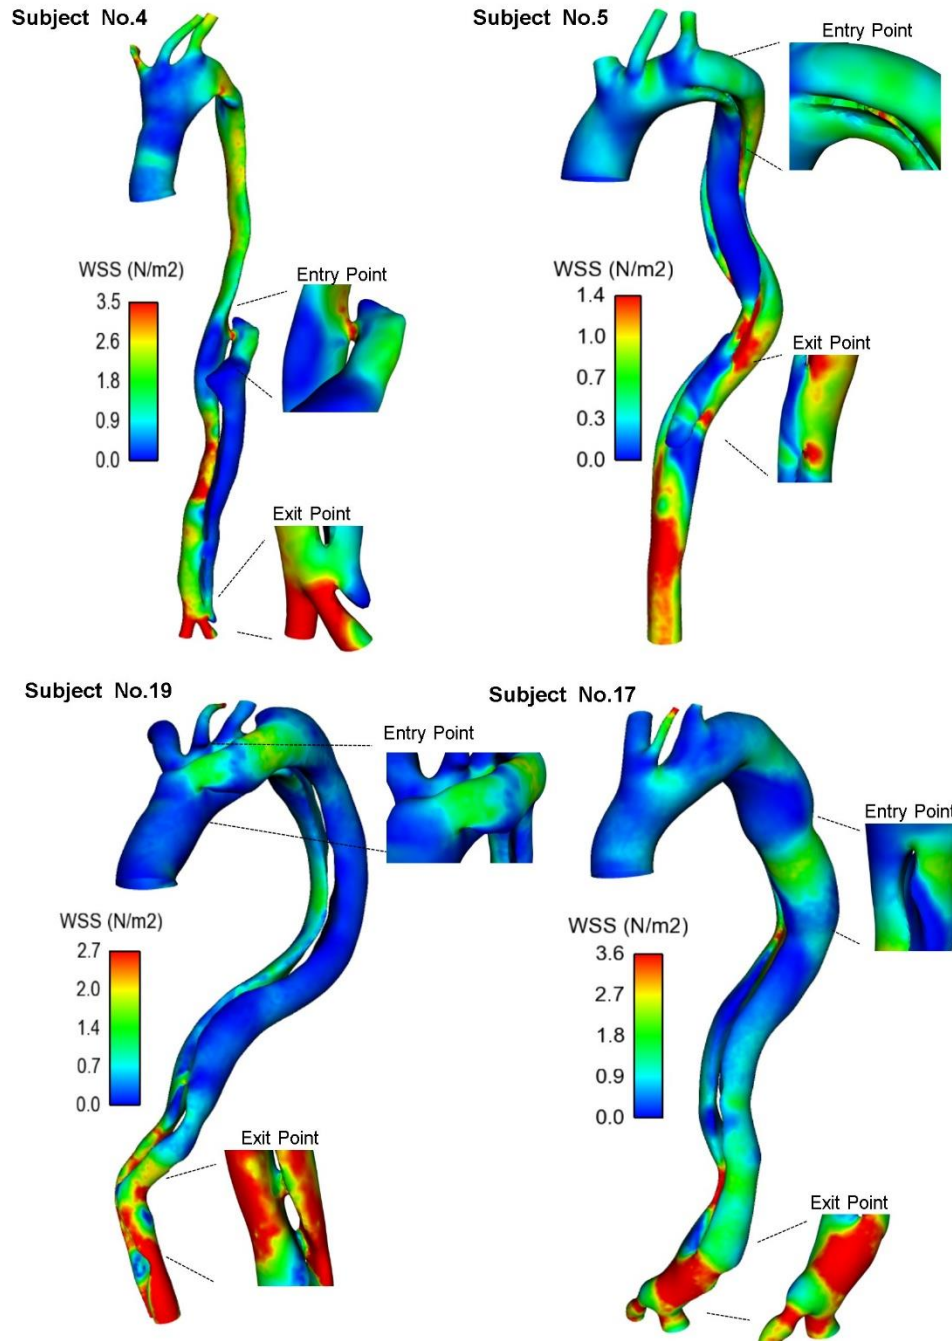 Subject No.4
WSS (N/m2)
3.5
2.6
1.8
0.9
0.0
Entry Point
Exit Point
Subject No.5
Entry Point
WSS (N/m2)
1.4
1.0
0.7
0.3
0.0
Exit Point
Subject No.19
Entry Point
WSS (N/m2)
2.7
2.0
1.4
0.7
0.0
Exit Point
Subject No.17
Entry Point
WSS (N/m2)
3.6
2.7
1.8
0.9
0.0
Exit Point